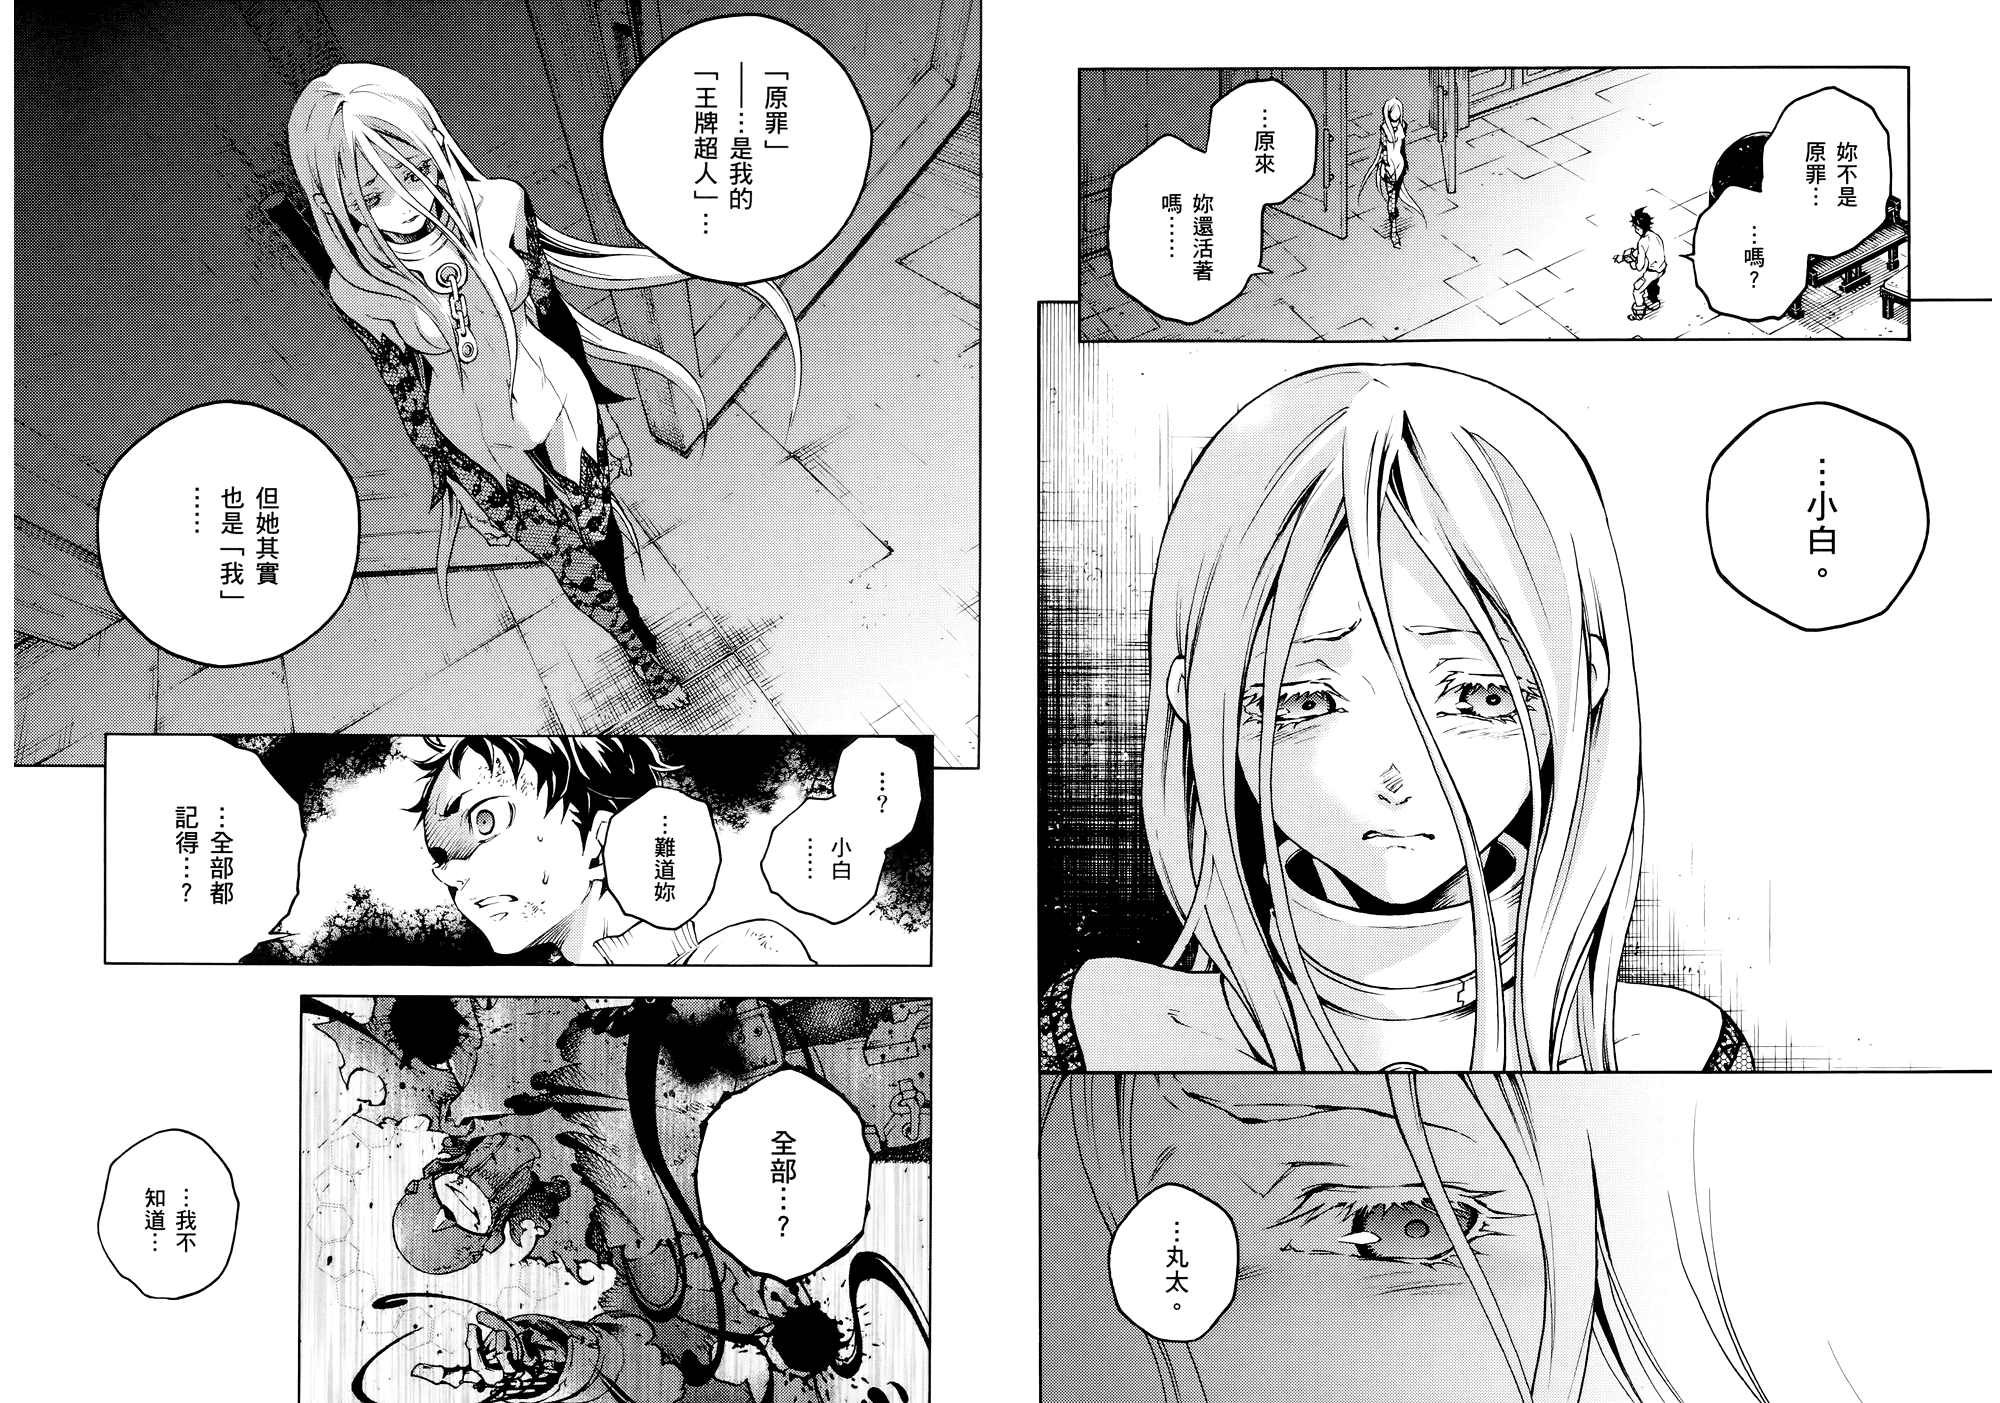 妳不是
原罪…
…嗎？
…原來
妳還活著
嗎……
…小白。
…丸太。
「原罪」
——…是我的
「王牌超人」…
但她其實
也是「我」
……
…？
小白
……
…難道妳
…全部都
記得…？
全部…？
…我不
知道…